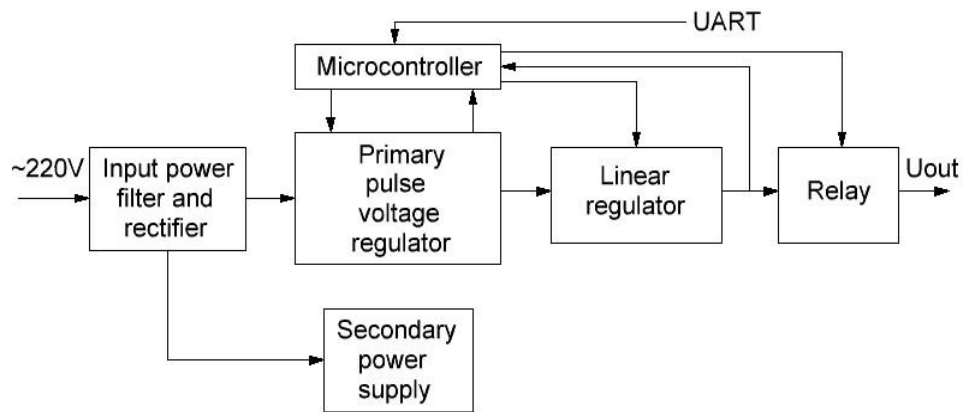 UART
Microcontroller
~220V
Input power
filter and
rectifier
Primary
pulse
voltage
regulator
Linear
regulator
Relay
Uout
Secondary
power
supply